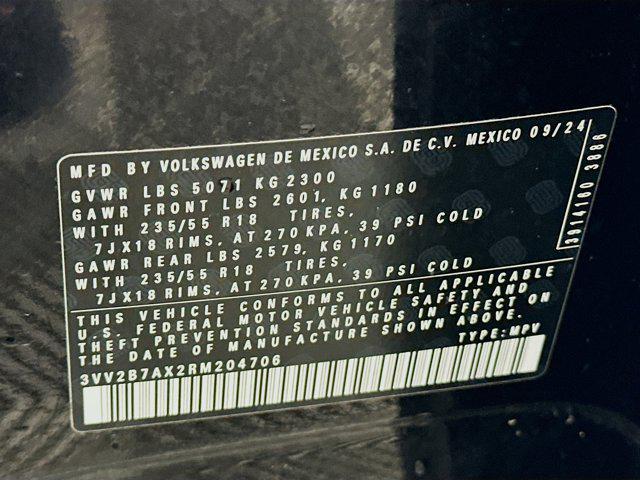 MFD BY VOLKSWAGEN DE MEXICO S.A. DE C.V. MEXICO 09/24
GVWR LBS 5071 KG 2300
GAWR FRONT LBS 2601, KG 1180
WITH 235/55 R18 TIRES,
7JX18 RIMS, AT 270 KPA, 39 PSI COLD
GAWR REAR LBS 2579, KG 1170
WITH 235/55 R18 TIRES,
7JX18 RIMS, AT 270 KPA, 39 PSI COLD
3914160 3886
THIS VEHICLE CONFORMS TO ALL APPLICABLE
U.S. FEDERAL MOTOR VEHICLE SAFETY AND
THEFT PREVENTION STANDARDS IN EFFECT ON
THE DATE OF MANUFACTURE SHOWN ABOVE.
3VV2B7AX2RM204706 TYPE: MPV